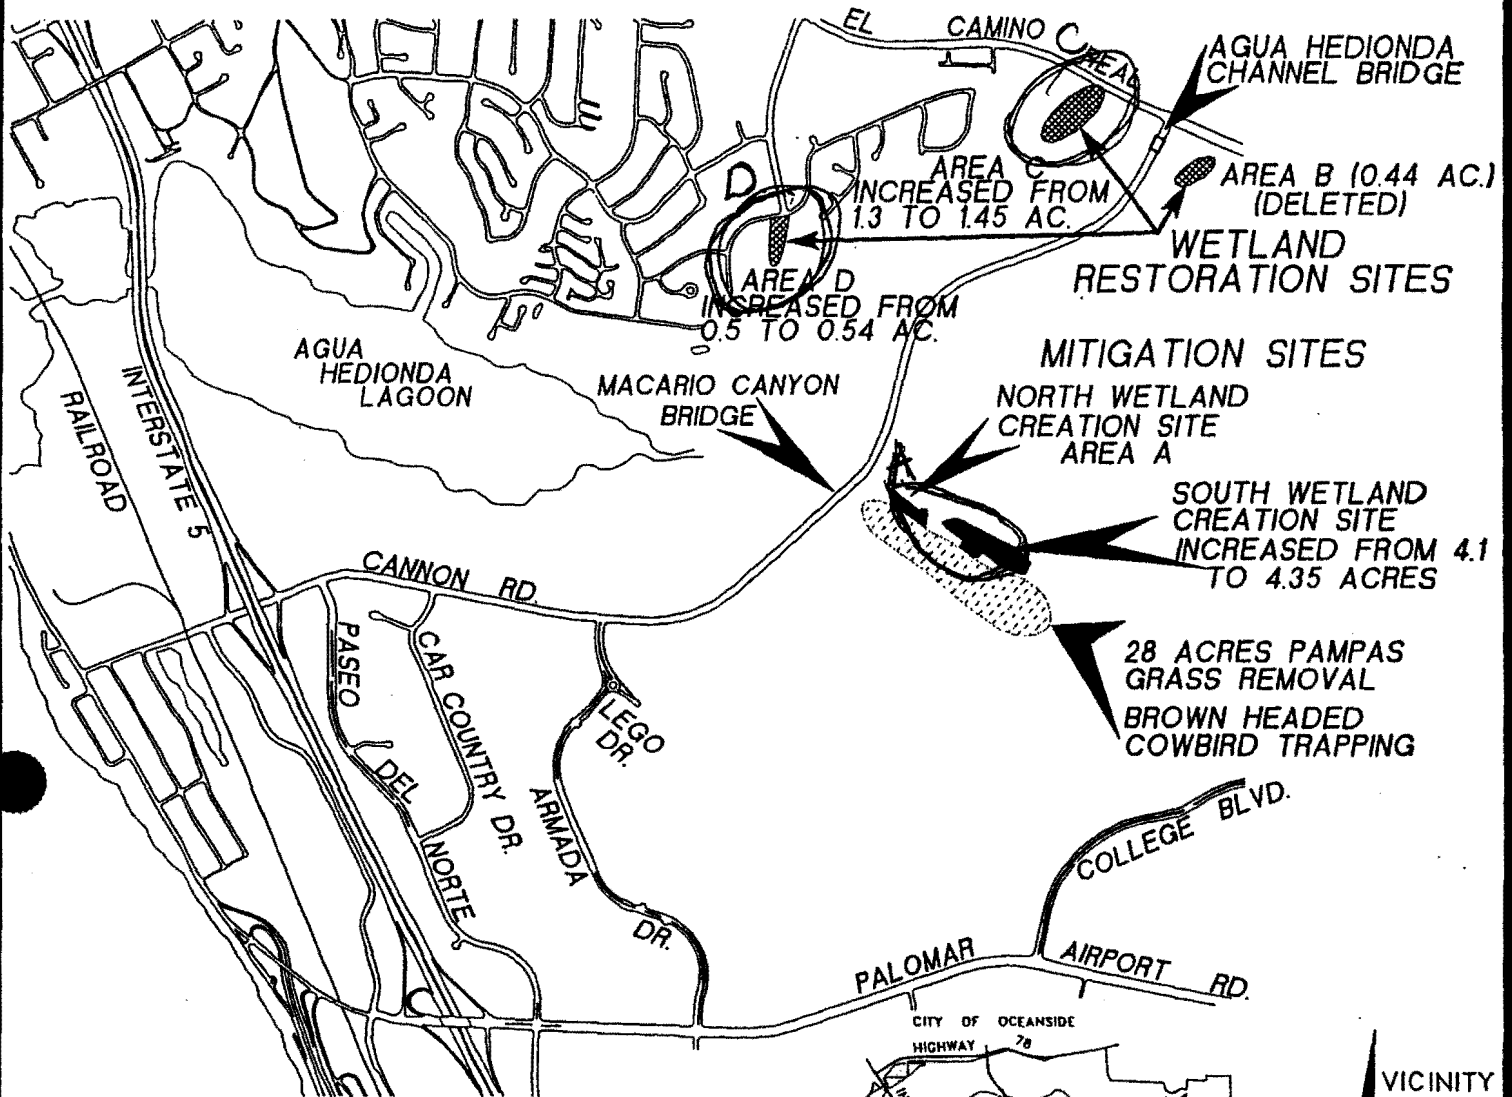 EL CAMINO REAL
C
AGUA HEDIONDA
CHANNEL BRIDGE
AREA B (0.44 AC.)
(DELETED)
AREA C
INCREASED FROM
1.3 TO 1.45 AC.
D
WETLAND
RESTORATION SITES
AREA D
INCREASED FROM
0.5 TO 0.54 AC.
AGUA
HEDIONDA
LAGOON
MACARIO CANYON
BRIDGE
MITIGATION SITES
NORTH WETLAND
CREATION SITE
AREA A
A
SOUTH WETLAND
CREATION SITE
INCREASED FROM 4.1
TO 4.35 ACRES
28 ACRES PAMPAS
GRASS REMOVAL
BROWN HEADED
COWBIRD TRAPPING
RAILROAD
INTERSTATE 5
CANNON RD.
PASEO DEL NORTE
CAR COUNTRY DR.
LEGO
DR.
ARMADA DR.
COLLEGE BLVD.
PALOMAR AIRPORT RD.
CITY OF OCEANSIDE
HIGHWAY 78
VICINITY